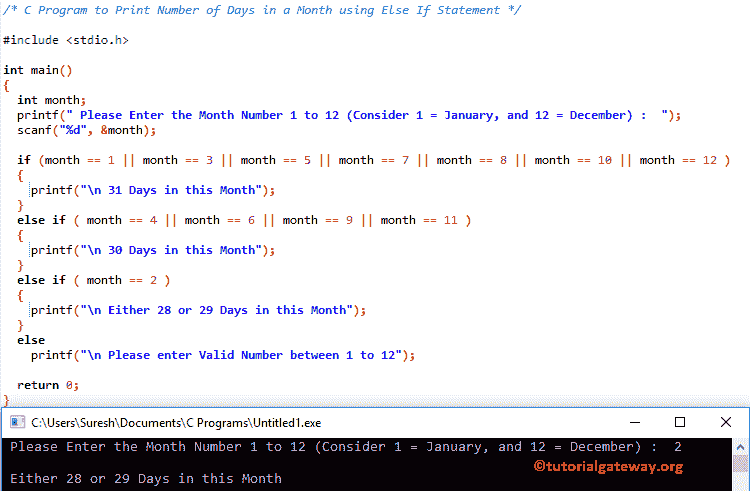 /* C Program to Print Number of Days in a Month using Else If Statement */
#include <stdio.h>
int main()
{
int month;
printf(" Please Enter the Month Number 1 to 12 (Consider 1 = January, and 12 = December) :  ");
scanf("%d", &month);
if (month == 1 || month == 3 || month == 5 || month == 7 || month == 8 || month == 10 || month == 12 )
{
printf("\n 31 Days in this Month");
}
else if ( month == 4 || month == 6 || month == 9 || month == 11 )
{
printf("\n 30 Days in this Month");
}
else if ( month == 2 )
{
printf("\n Either 28 or 29 Days in this Month");
}
else
printf("\n Please enter Valid Number between 1 to 12");
return 0;
}
C:\Users\Suresh\Documents\C Programs\Untitled1.exe
Please Enter the Month Number 1 to 12 (Consider 1 = January, and 12 = December) :  2
©tutorialgateway.org
Either 28 or 29 Days in this Month